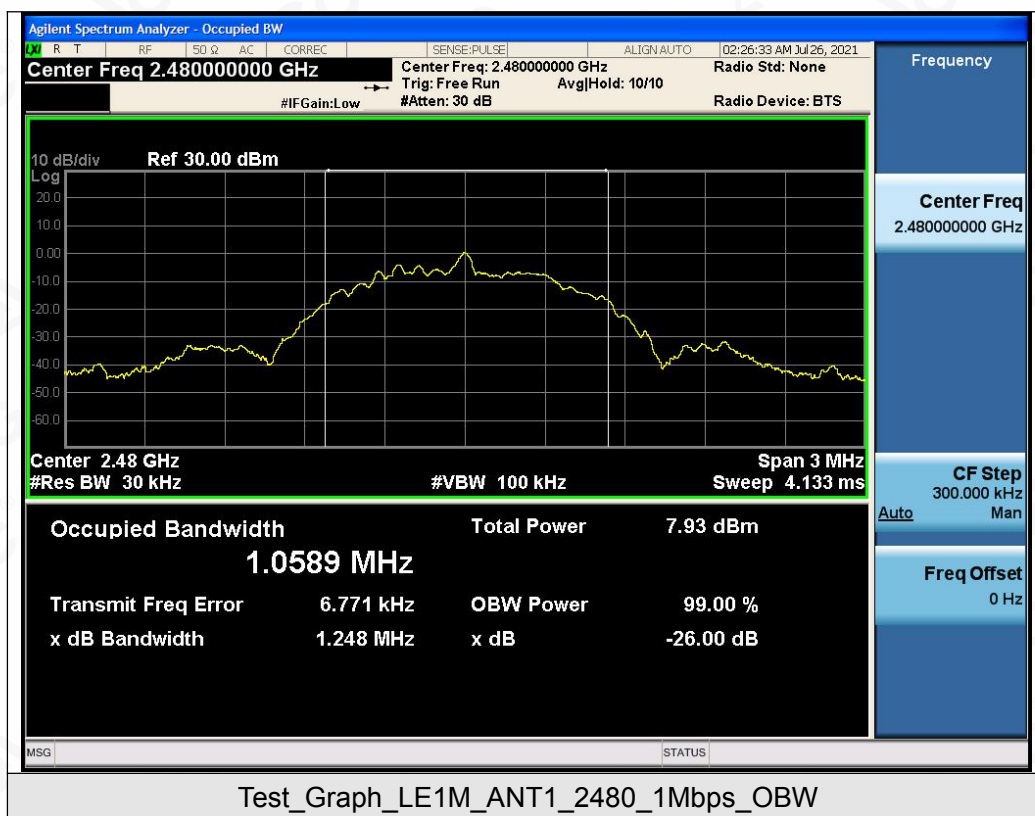 Agilent Spectrum Analyzer - Occupied BW
LXI R T RF 50 Ω AC CORREC SENSE:PULSE ALIGN AUTO 02:26:33 AM Jul 26, 2021
Center Freq 2.480000000 GHz
Center Freq: 2.480000000 GHz
Radio Std: None
Trig: Free Run Avg|Hold: 10/10
#IFGain:Low
#Atten: 30 dB
Radio Device: BTS
Frequency
10 dB/div Ref 30.00 dBm
Log
20.0
10.0
0.00
-10.0
-20.0
-30.0
-40.0
-50.0
-60.0
Center 2.48 GHz
Span 3 MHz
#Res BW 30 kHz
#VBW 100 kHz
Sweep 4.133 ms
Center Freq
2.480000000 GHz
CF Step
300.000 kHz
Auto Man
Freq Offset
0 Hz
Occupied Bandwidth
Total Power 7.93 dBm
1.0589 MHz
Transmit Freq Error 6.771 kHz OBW Power 99.00 %
x dB Bandwidth 1.248 MHz x dB -26.00 dB
MSG STATUS
Test_Graph_LE1M_ANT1_2480_1Mbps_OBW